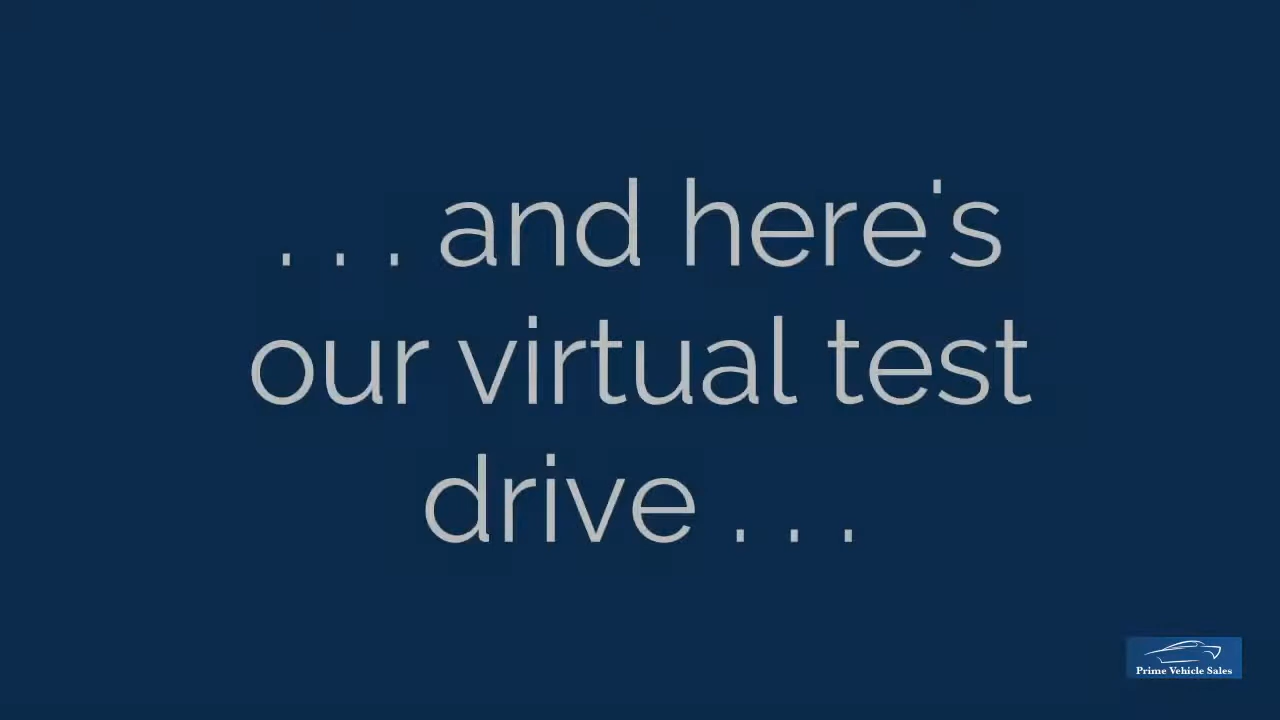 . . . and here's
our virtual test
drive . . .
Prime Vehicle Sales